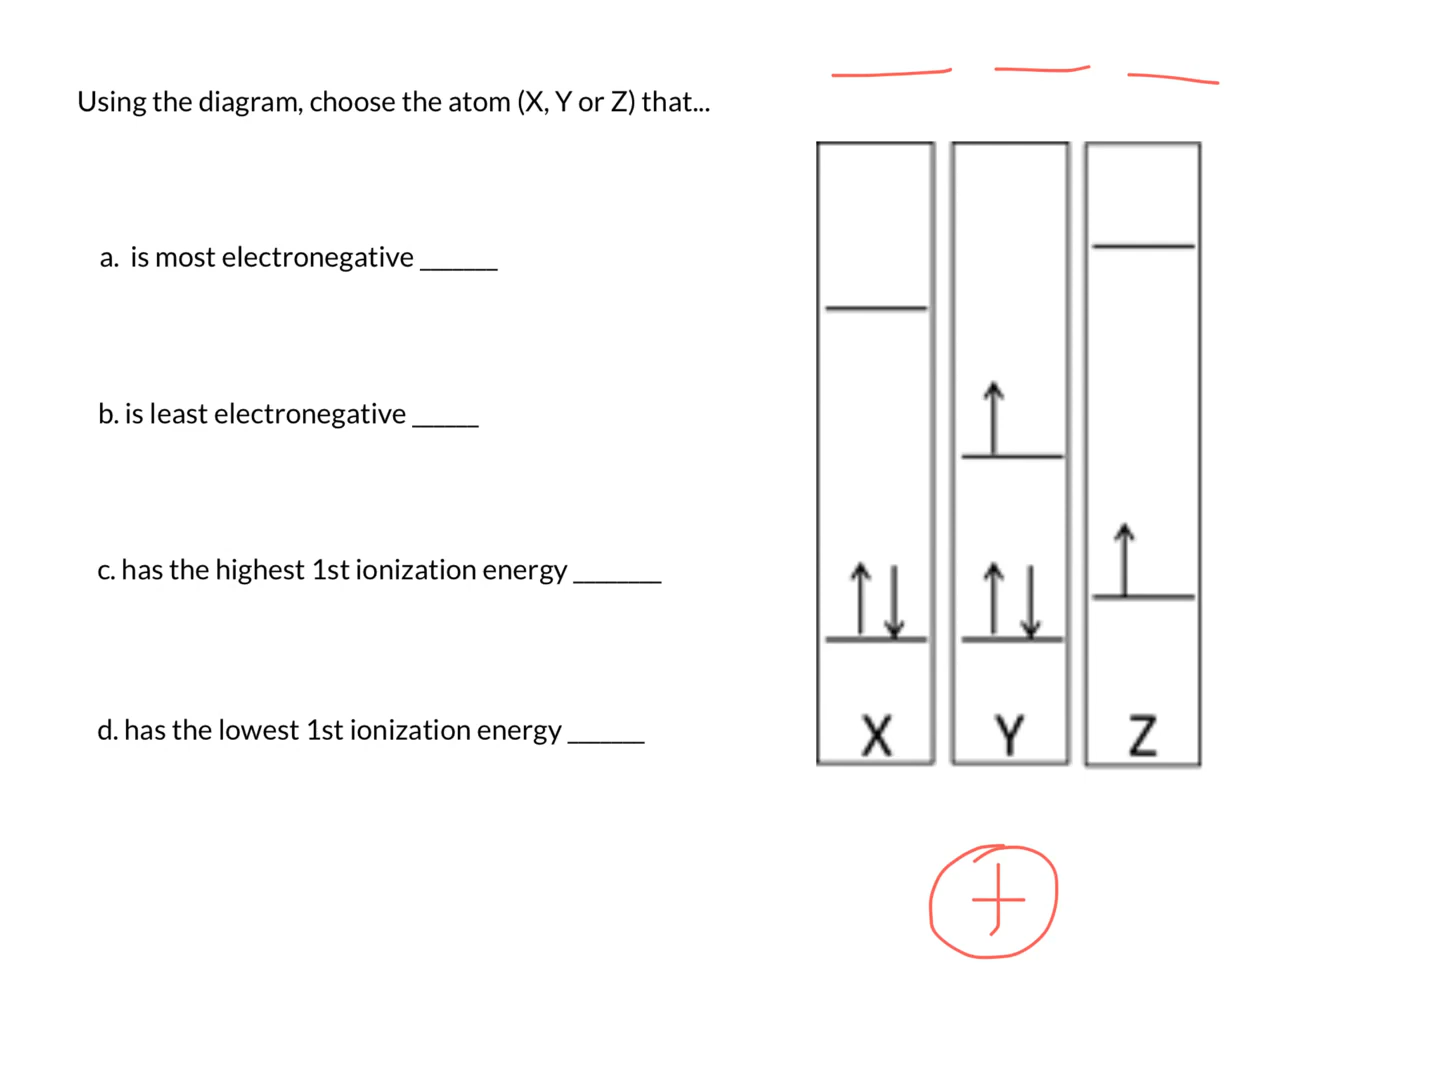 Using the diagram, choose the atom (X, Y or Z) that...
a. is most electronegative ______
b. is least electronegative _____
c. has the highest 1st ionization energy _______
d. has the lowest 1st ionization energy ______
X Y Z
+